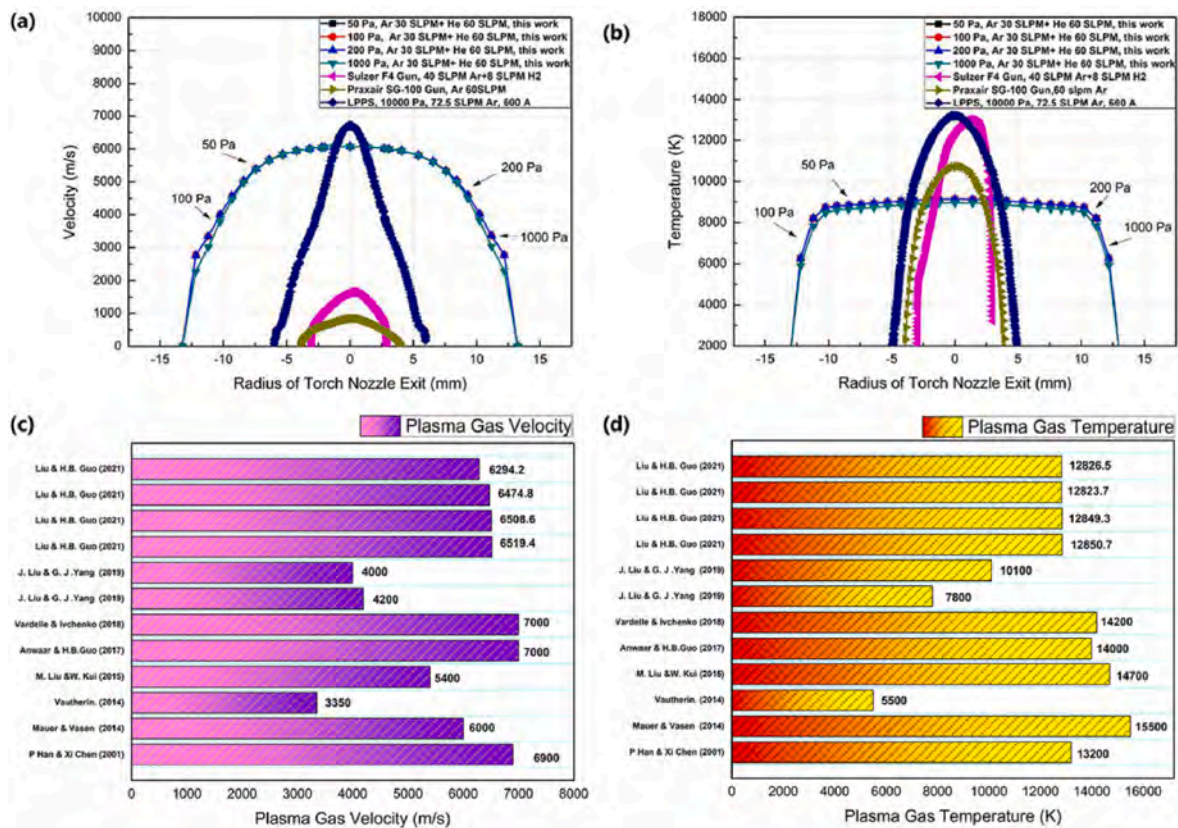 (a)
50 Pa, Ar 30 SLPM+ He 60 SLPM, this work
100 Pa, Ar 30 SLPM+ He 60 SLPM, this work
200 Pa, Ar 30 SLPM+ He 60 SLPM, this work
1000 Pa, Ar 30 SLPM+ He 60 SLPM, this work
Sulzer F4 Gun, 40 SLPM Ar+8 SLPM H2
Praxair SG-100 Gun, Ar 60SLPM
LPPS, 10000 Pa, 72.5 SLPM Ar, 600 A
10000
9000
8000
7000
6000
5000
4000
3000
2000
1000
0
Velocity (m/s)
50 Pa
100 Pa
200 Pa
1000 Pa
-15
-10
-5
0
5
10
15
Radius of Torch Nozzle Exit (mm)
(b)
50 Pa, Ar 30 SLPM+ He 60 SLPM, this work
100 Pa, Ar 30 SLPM+ He 60 SLPM, this work
200 Pa, Ar 30 SLPM+ He 60 SLPM, this work
1000 Pa, Ar 30 SLPM+ He 60 SLPM, this work
Sulzer F4 Gun, 40 SLPM Ar+8 SLPM H2
Praxair SG-100 Gun,60 slpm Ar
LPPS, 10000 Pa, 72.5 SLPM Ar, 600 A
18000
16000
14000
12000
10000
8000
6000
4000
2000
Temperature (K)
50 Pa
100 Pa
200 Pa
1000 Pa
-15
-10
-5
0
5
10
15
Radius of Torch Nozzle Exit (mm)
(c)
Plasma Gas Velocity
Liu & H.B. Guo (2021) 6294.2
Liu & H.B. Guo (2021) 6474.8
Liu & H.B. Guo (2021) 6508.6
Liu & H.B. Guo (2021) 6519.4
J. Liu & G. J .Yang (2019) 4000
J. Liu & G. J .Yang (2019) 4200
Vardelle & Ivchenko (2018) 7000
Anwaar & H.B.Guo (2017) 7000
M. Liu &W. Kui (2015) 5400
Vautherin. (2014) 3350
Mauer & Vasen (2014) 6000
P Han & Xi Chen (2001) 6900
0 1000 2000 3000 4000 5000 6000 7000 8000
Plasma Gas Velocity (m/s)
(d)
Plasma Gas Temperature
Liu & H.B. Guo (2021) 12826.5
Liu & H.B. Guo (2021) 12823.7
Liu & H.B. Guo (2021) 12849.3
Liu & H.B. Guo (2021) 12850.7
J. Liu & G. J .Yang (2019) 10100
J. Liu & G. J .Yang (2019) 7800
Vardelle & Ivchenko (2018) 14200
Anwaar & H.B.Guo (2017) 14000
M. Liu &W. Kui (2015) 14700
Vautherin. (2014) 5500
Mauer & Vasen (2014) 15500
P Han & Xi Chen (2001) 13200
0 2000 4000 6000 8000 10000 12000 14000 16000
Plasma Gas Temperature (K)